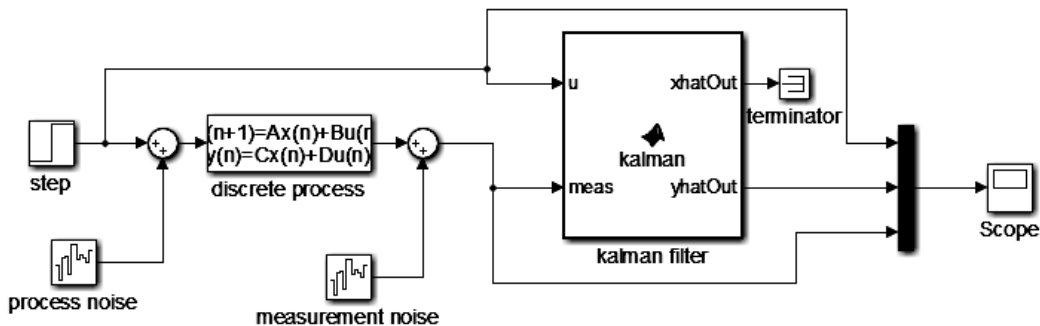 u
xhatOut
terminator
kalman
meas
yhatOut
kalman filter
step
(n+1)=Ax(n)+Bu(r
y(n)=Cx(n)+Du(n)
discrete process
Scope
process noise
measurement noise